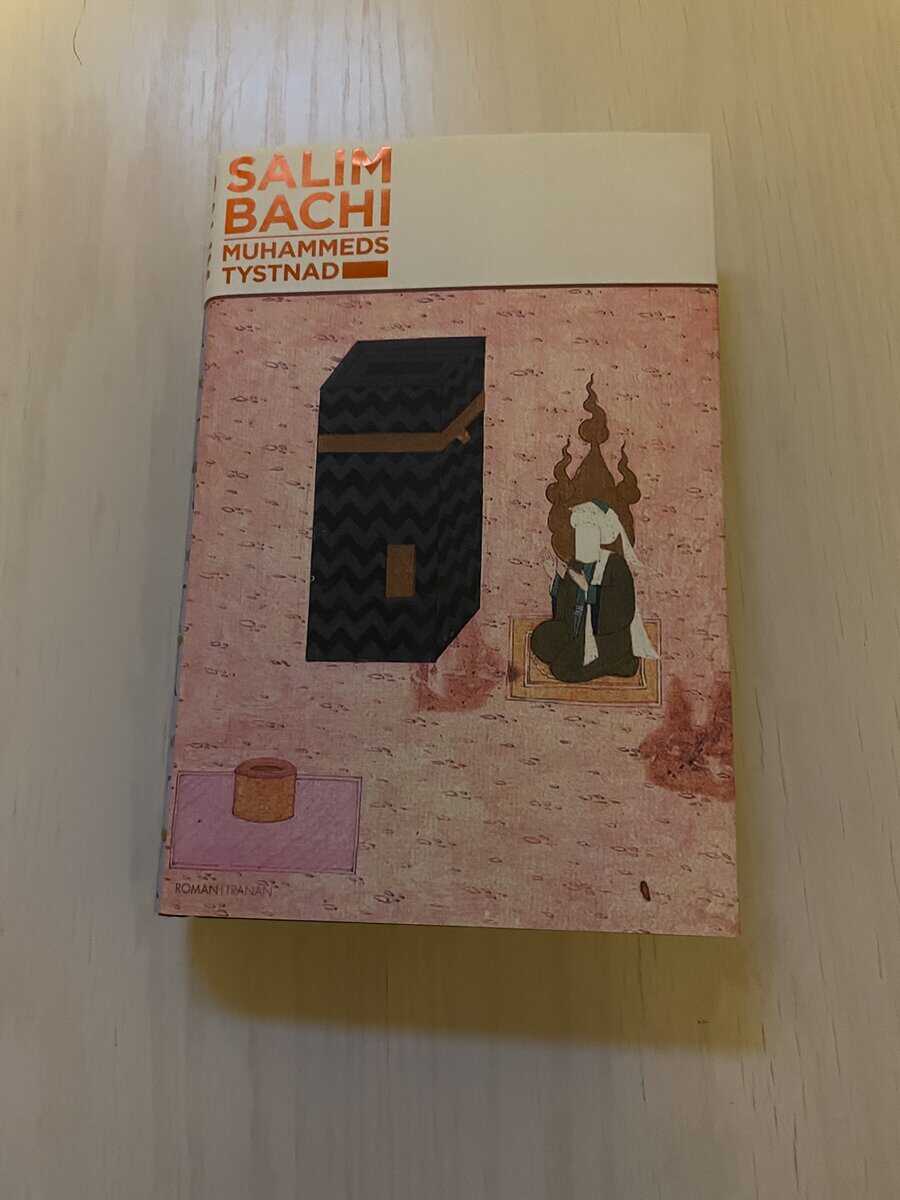 SALIM
BACHI
MUHAMMEDS
TYSTNAD
ROMAN | TRANAN